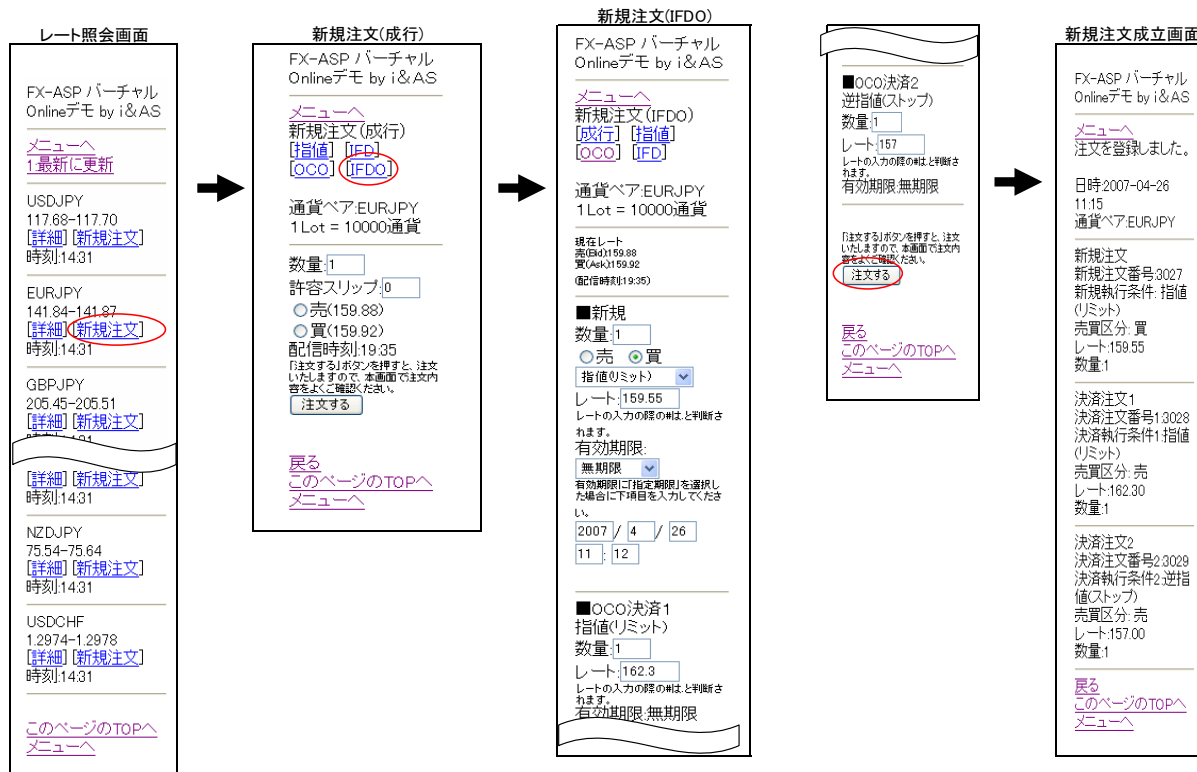 レート照会画面
FX-ASP バーチャル
Onlineデモ by i&AS
メニューへ
1.最新に更新
USDJPY
117.68-117.70
[詳細] [新規注文]
時刻:14:31
EURJPY
141.84-141.87
[詳細] [新規注文]
時刻:14:31
GBPJPY
205.45-205.51
[詳細] [新規注文]
[詳細] [新規注文]
時刻:14:31
NZDJPY
75.54-75.64
[詳細] [新規注文]
時刻:14:31
USDCHF
1.2974-1.2978
[詳細] [新規注文]
時刻:14:31
このページのTOPへ
メニューへ
新規注文(成行)
FX-ASP バーチャル
Onlineデモ by i&AS
メニューへ
新規注文(成行)
[指値] [IFD]
[OCO] [IFDO]
通貨ペア:EURJPY
1Lot = 10000通貨
数量:1
許容スリップ:0
売(159.88)
買(159.92)
配信時刻:19:35
「注文する」ボタンを押すと、注文
いたしますので、本画面で注文内
容をよくご確認ください。
注文する
戻る
このページのTOPへ
メニューへ
新規注文(IFDO)
FX-ASP バーチャル
Onlineデモ by i&AS
メニューへ
新規注文(IFDO)
[成行] [指値]
[OCO] [IFD]
通貨ペア:EURJPY
1Lot = 10000通貨
現在レート
売(Bid):159.88
買(Ask):159.92
(配信時刻:19:35)
■新規
数量:1
売 買
指値(リミット)
レート:159.55
レートの入力の際の#は.と判断さ
れます。
有効期限:
無期限
有効期限に「指定期限」を選択し
た場合に下項目を入力してくださ
い。
2007 / 4 / 26
11 : 12
■OCO決済1
指値(リミット)
数量:1
レート:162.3
レートの入力の際の#は.と判断さ
れます。
有効期限:無期限
■OCO決済2
逆指値(ストップ)
数量:1
レート:157
レートの入力の際の#は.と判断さ
れます。
有効期限:無期限
「注文する」ボタンを押すと、注文
いたしますので、本画面で注文内
容をよくご確認ください。
注文する
戻る
このページのTOPへ
メニューへ
新規注文成立画面
FX-ASP バーチャル
Onlineデモ by i&AS
メニューへ
注文を登録しました。
日時:2007-04-26
11:15
通貨ペア:EURJPY
新規注文
新規注文番号:3027
新規執行条件: 指値
(リミット)
売買区分: 買
レート:159.55
数量:1
決済注文1
決済注文番号1:3028
決済執行条件1:指値
(リミット)
売買区分: 売
レート:162.30
数量:1
決済注文2
決済注文番号2:3029
決済執行条件2:逆指
値(ストップ)
売買区分: 売
レート:157.00
数量:1
戻る
このページのTOPへ
メニューへ